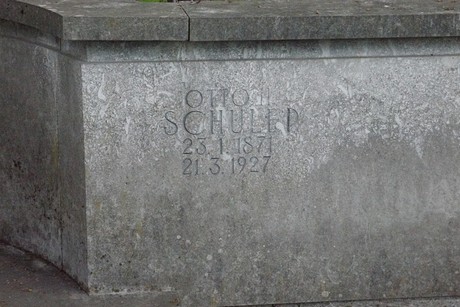 OTTO H
SCHULER
23.1.1871
21.3.1927